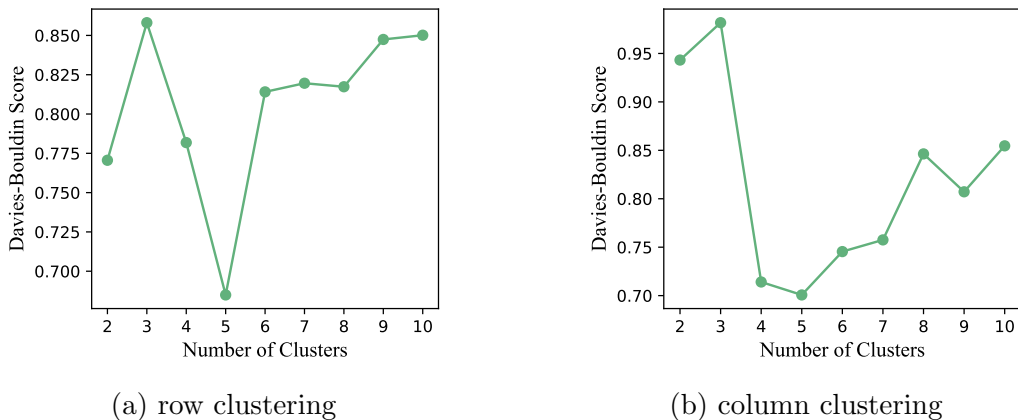 Davies-Bouldin Score
0.850
0.825
0.800
0.775
0.750
0.725
0.700
2 3 4 5 6 7 8 9 10
Number of Clusters
(a) row clustering
Davies-Bouldin Score
0.95
0.90
0.85
0.80
0.75
0.70
2 3 4 5 6 7 8 9 10
Number of Clusters
(b) column clustering